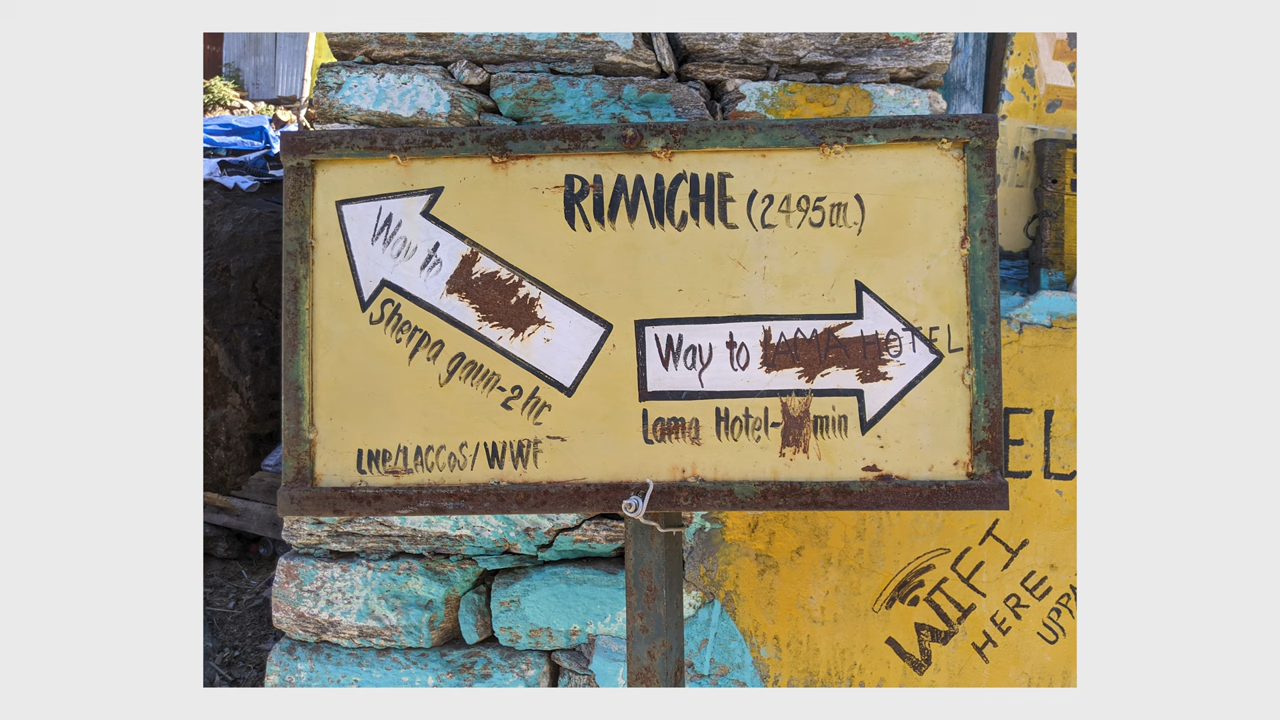 RIMICHE (2495m.)
Way to
Sherpa gaun-2hr
Way to LAMA HOTEL
Lama Hotel- min
LNP/LACCoS/WWF
EL
WIFI
HERE
UPPA